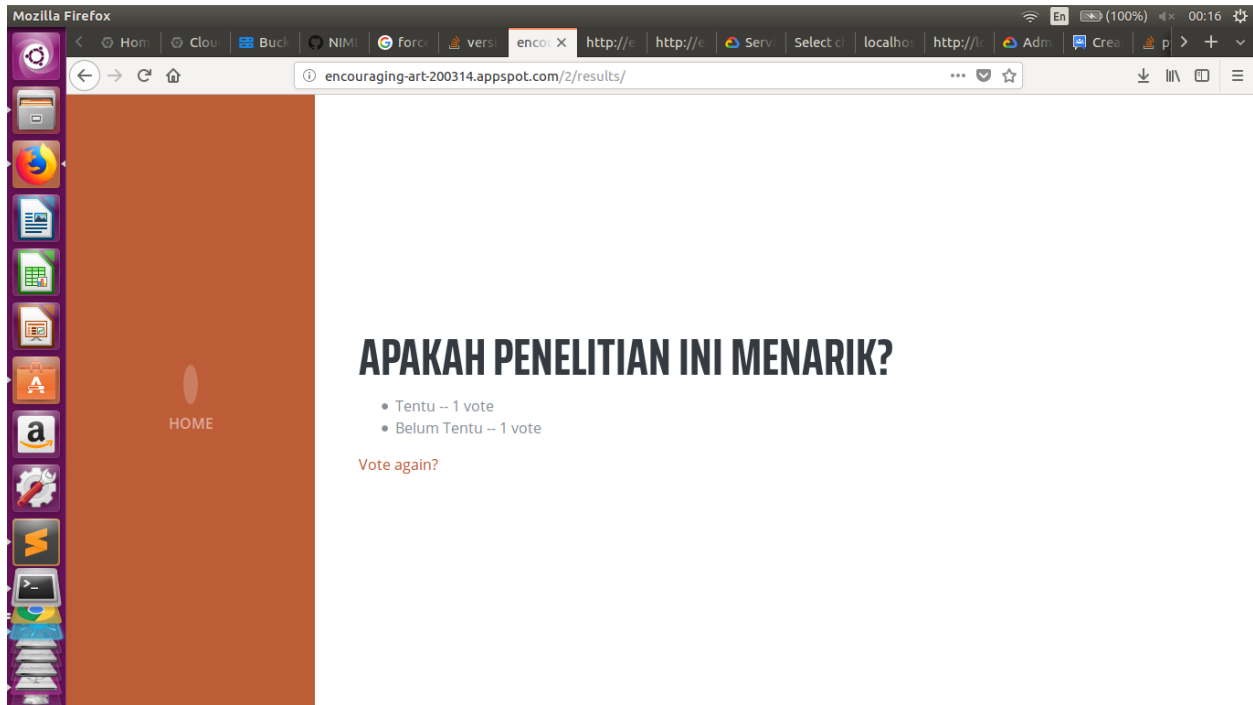 Mozilla Firefox
En (100%) 00:16
Hom Clou Buck NIML force versi encou http://e http://e Servi Select ch localhos http://lo Adm Crea p
encouraging-art-200314.appspot.com/2/results/
HOME
APAKAH PENELITIAN INI MENARIK?
Tentu -- 1 vote
Belum Tentu -- 1 vote
Vote again?